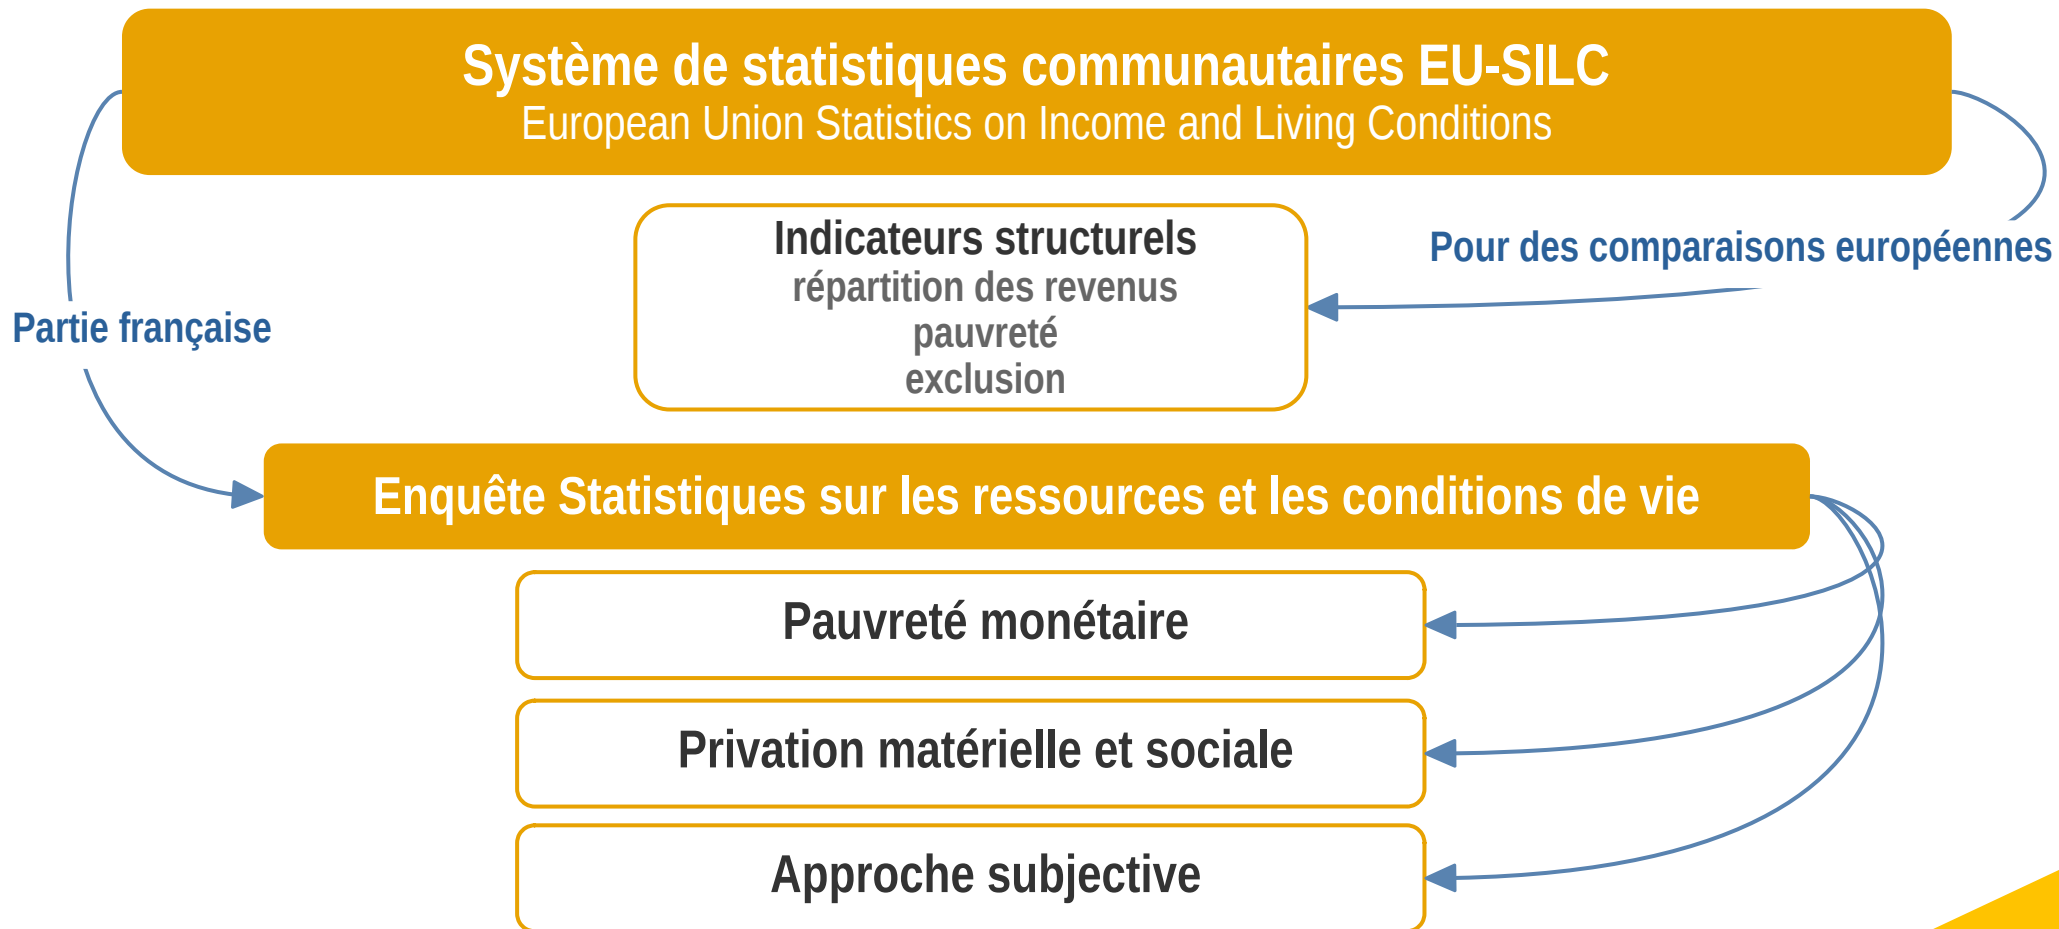 Système de statistiques communautaires EU-SILC
European Union Statistics on Income and Living Conditions
Indicateurs structurels
répartition des revenus
pauvreté
exclusion
Pour des comparaisons européennes
Partie française
Enquête Statistiques sur les ressources et les conditions de vie
Pauvreté monétaire
Privation matérielle et sociale
Approche subjective